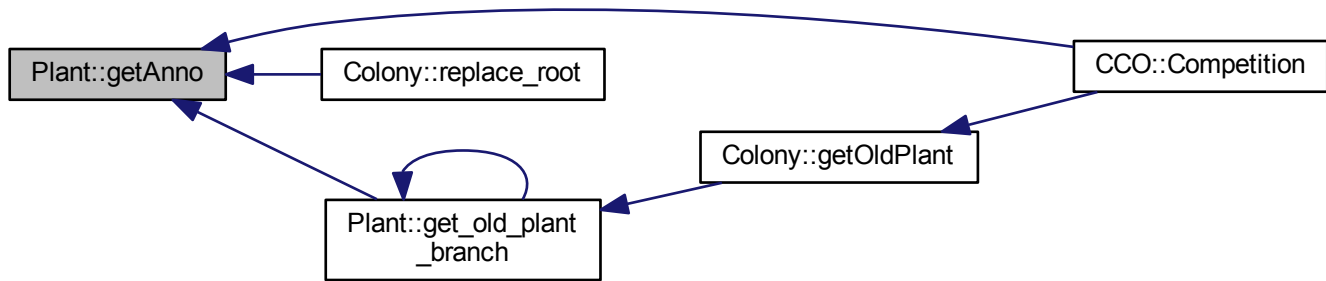 Plant::getAnno
Colony::replace_root
CCO::Competition
Colony::getOldPlant
Plant::get_old_plant
_branch